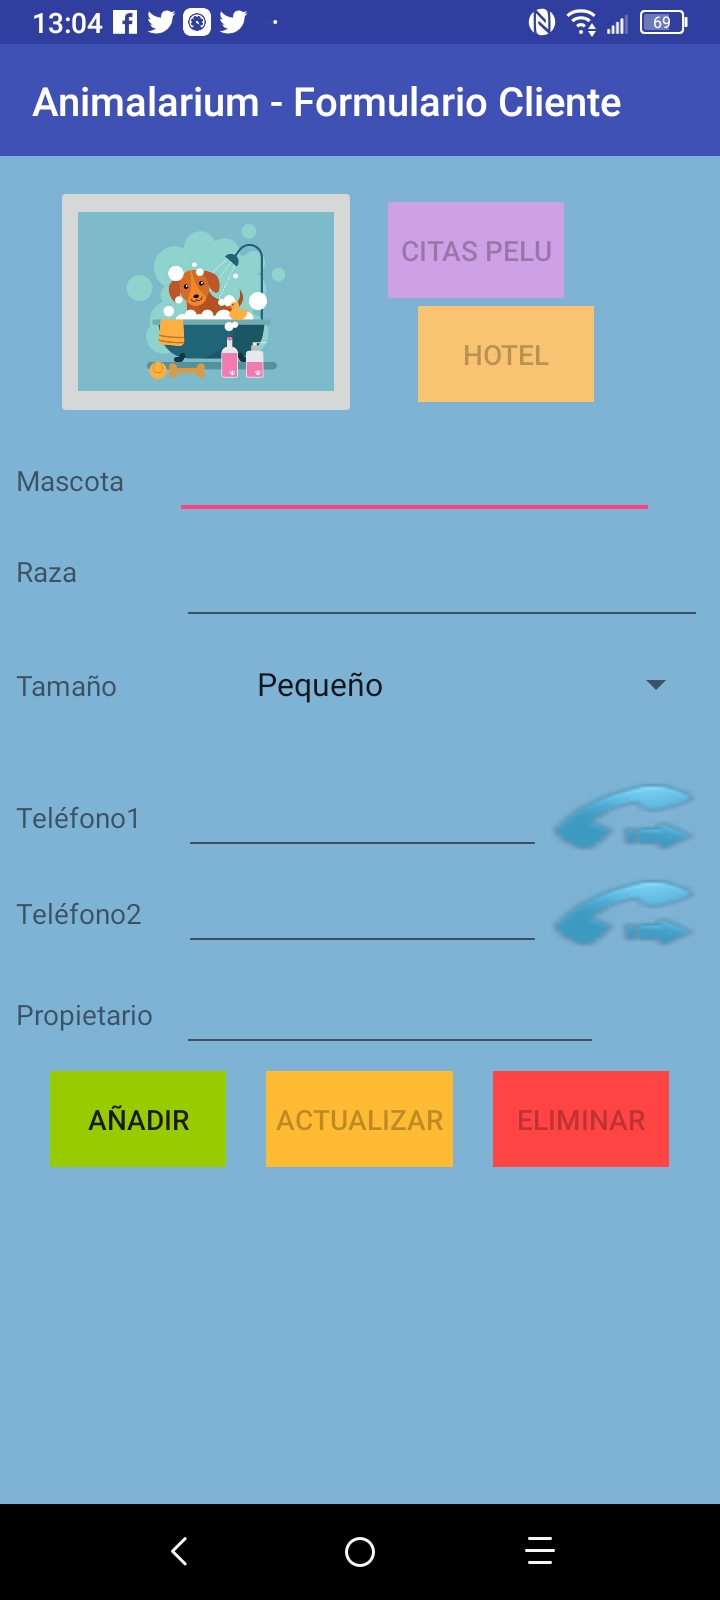 13:04
69
Animalarium - Formulario Cliente
CITAS PELU
HOTEL
Mascota
Raza
Tamaño
Pequeño
Teléfono1
Teléfono2
Propietario
AÑADIR
ACTUALIZAR
ELIMINAR